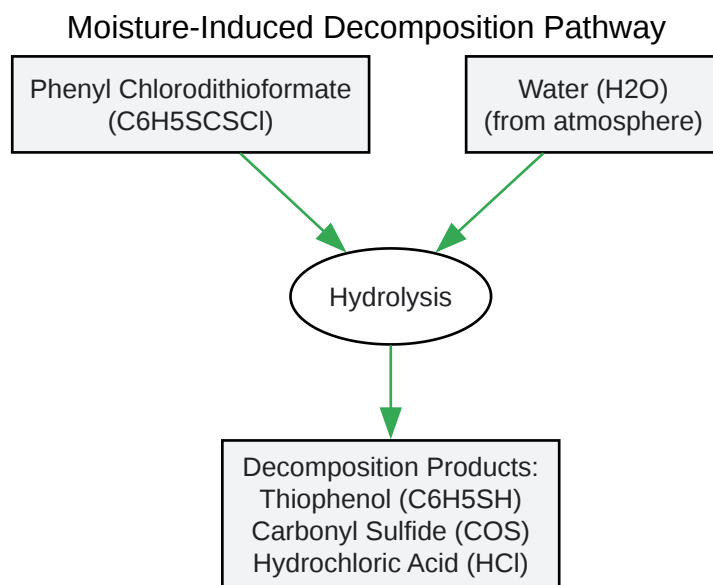 Moisture-Induced Decomposition Pathway
Phenyl Chlorodithioformate
(C6H5SCSCl)
Water (H2O)
(from atmosphere)
Hydrolysis
Decomposition Products:
Thiophenol (C6H5SH)
Carbonyl Sulfide (COS)
Hydrochloric Acid (HCl)